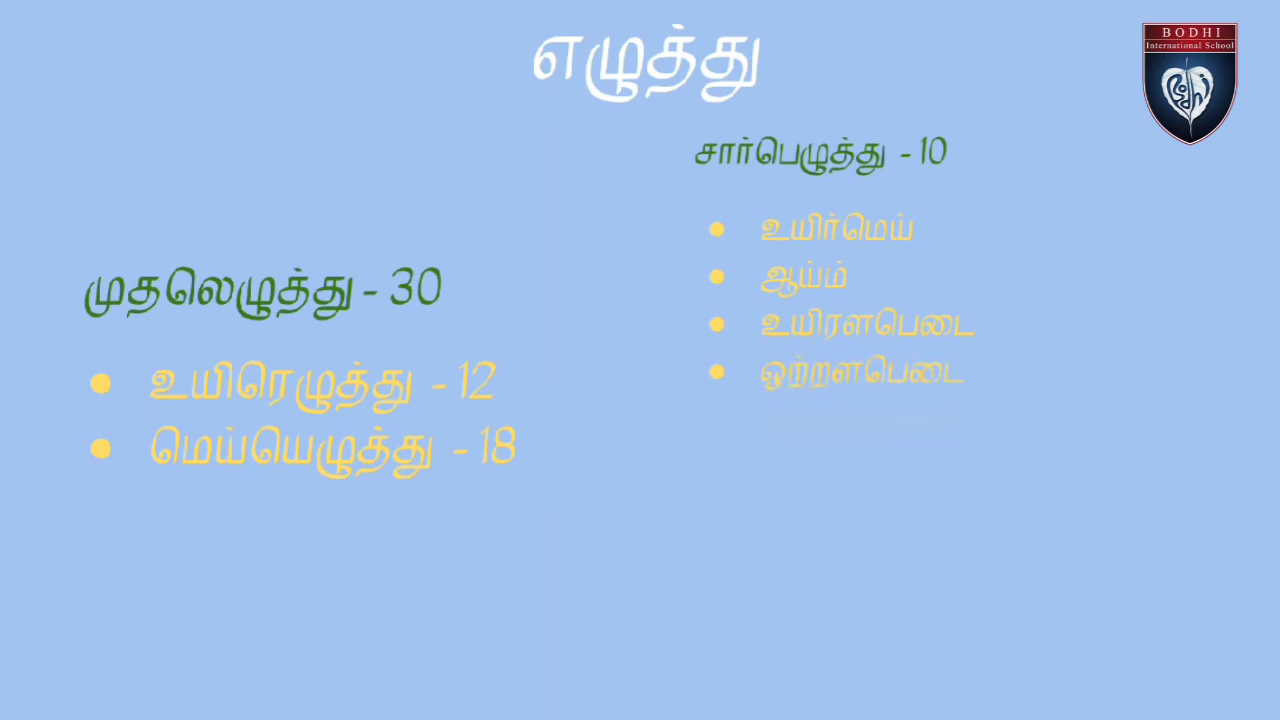 எழுத்து
BODHI
International School
முதலெழுத்து - 30
● உயிரெழுத்து - 12
● மெய்யெழுத்து - 18
சார்பெழுத்து - 10
● உயிர்மெய்
● ஆய்ம்
● உயிரளபெடை
● ஒற்றளபெடை